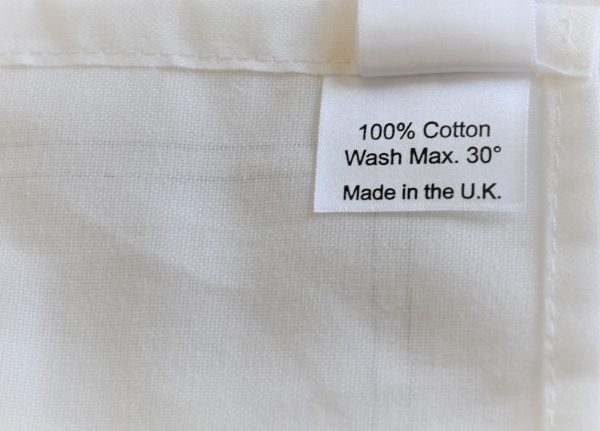 100% Cotton
Wash Max. 30°
Made in the U.K.